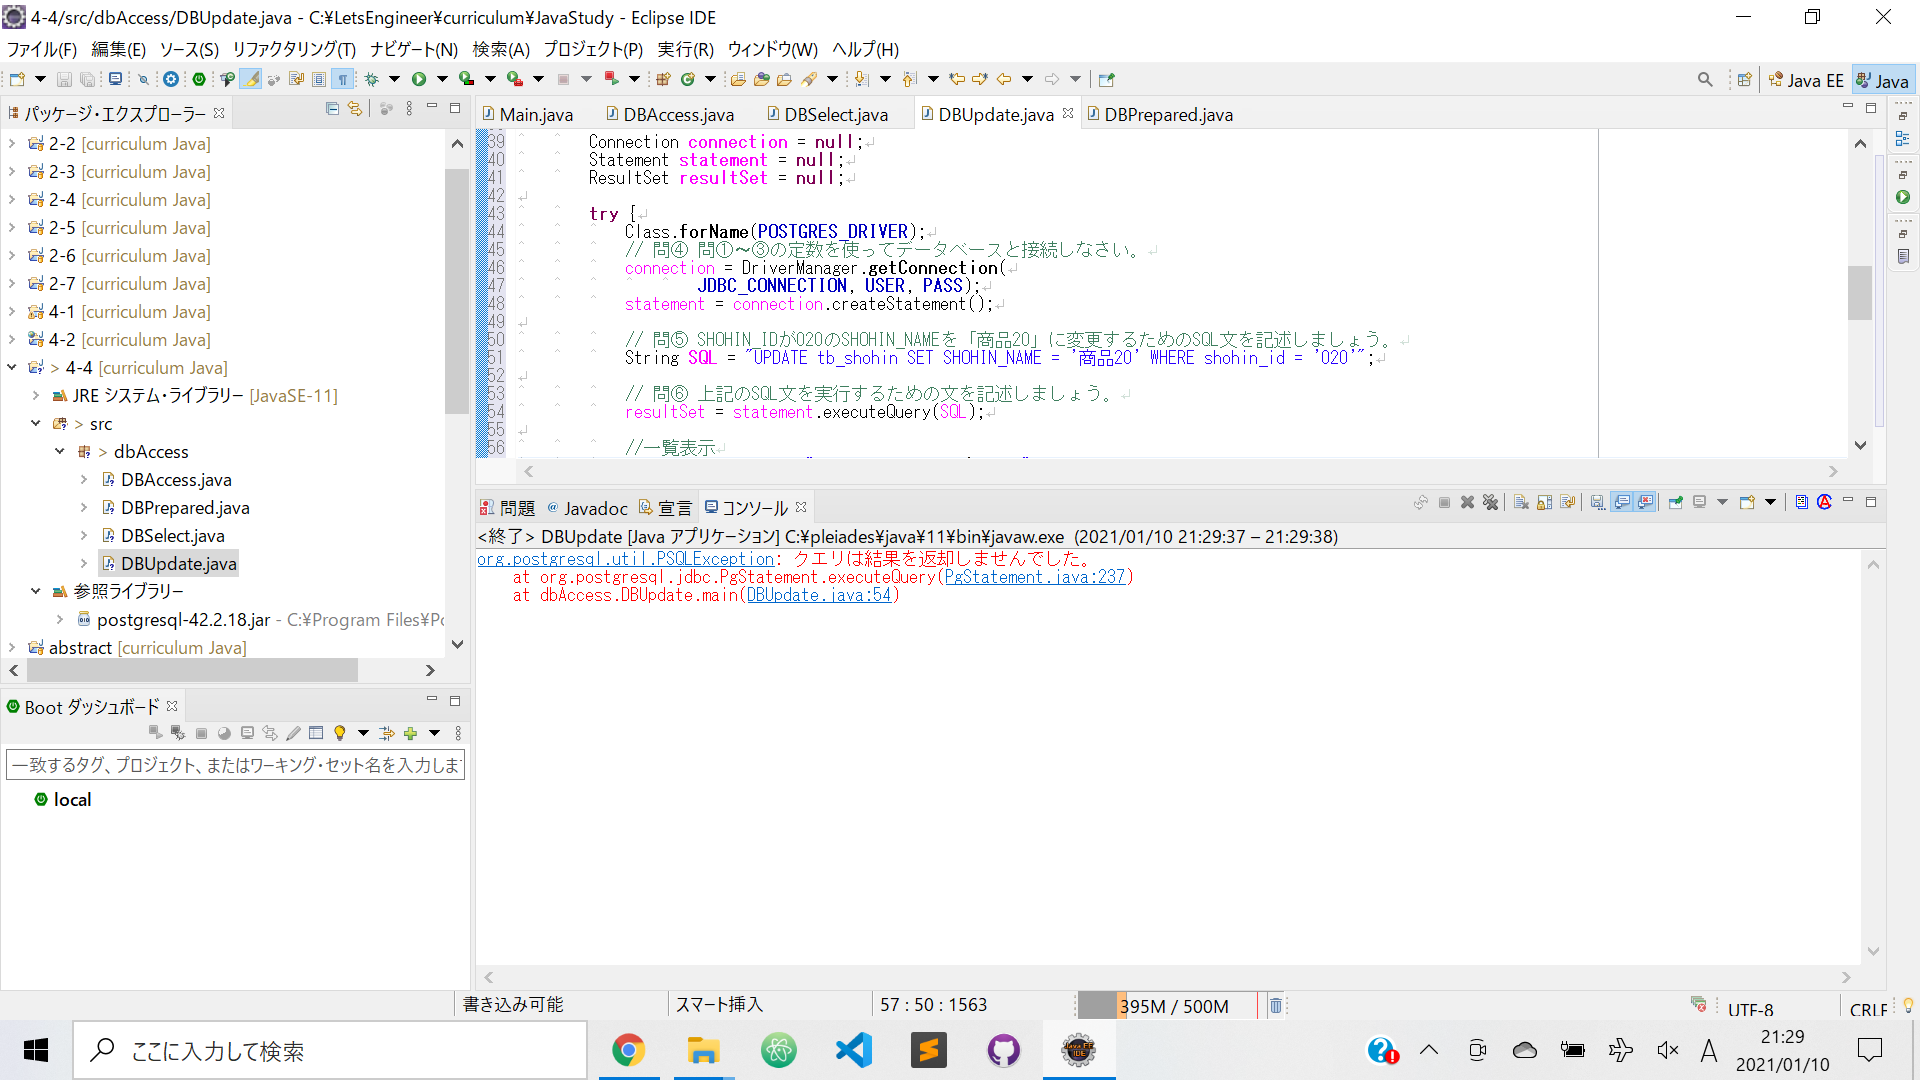 4-4/src/dbAccess/DBUpdate.java - C:¥LetsEngineer¥curriculum¥JavaStudy - Eclipse IDE
ファイル(F) 編集(E) ソース(S) リファクタリング(T) ナビゲート(N) 検索(A) プロジェクト(P) 実行(R) ウィンドウ(W) ヘルプ(H)
Java EE
Java
パッケージ・エクスプローラー
2-2 [curriculum Java]
2-3 [curriculum Java]
2-4 [curriculum Java]
2-5 [curriculum Java]
2-6 [curriculum Java]
2-7 [curriculum Java]
4-1 [curriculum Java]
4-2 [curriculum Java]
> 4-4 [curriculum Java]
JRE システム・ライブラリー [JavaSE-11]
> src
> dbAccess
DBAccess.java
DBPrepared.java
DBSelect.java
DBUpdate.java
参照ライブラリー
postgresql-42.2.18.jar - C:¥Program Files¥Po
abstract [curriculum Java]
Boot ダッシュボード
一致するタグ、プロジェクト、またはワーキング・セット名を入力しま
local
Main.java
DBAccess.java
DBSelect.java
DBUpdate.java
DBPrepared.java
39 Connection connection = null;
40 Statement statement = null;
41 ResultSet resultSet = null;
42
43 try {
44 Class.forName(POSTGRES_DRIVER);
45 // 問④ 問①～③の定数を使ってデータベースと接続しなさい。
46 connection = DriverManager.getConnection(
47 JDBC_CONNECTION, USER, PASS);
48 statement = connection.createStatement();
49
50 // 問⑤ SHOHIN_IDが020のSHOHIN_NAMEを「商品20」に変更するためのSQL文を記述しましょう。
51 String SQL = "UPDATE tb_shohin SET SHOHIN_NAME = '商品20' WHERE shohin_id = '020'";
52
53 // 問⑥ 上記のSQL文を実行するための文を記述しましょう。
54 resultSet = statement.executeQuery(SQL);
55
56 //一覧表示
問題
@ Javadoc
宣言
コンソール
<終了> DBUpdate [Java アプリケーション] C:¥pleiades¥java¥11¥bin¥javaw.exe (2021/01/10 21:29:37 – 21:29:38)
org.postgresql.util.PSQLException: クエリは結果を返却しませんでした。
at org.postgresql.jdbc.PgStatement.executeQuery(PgStatement.java:237)
at dbAccess.DBUpdate.main(DBUpdate.java:54)
書き込み可能
スマート挿入
57 : 50 : 1563
395M / 500M
UTF-8
CRLF
ここに入力して検索
A
21:29
2021/01/10